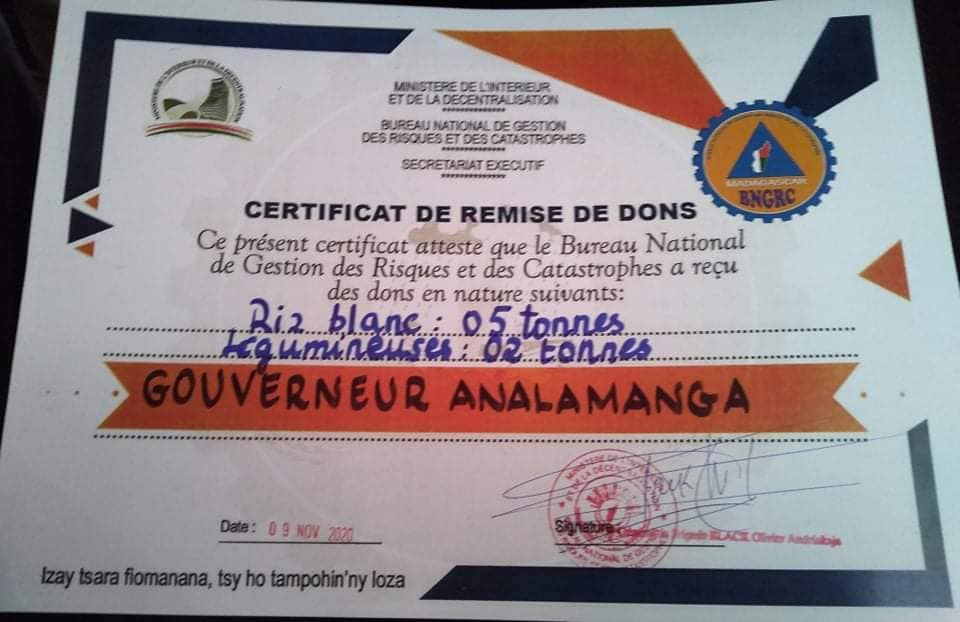 MINISTERE DE L'INTERIEUR
ET DE LA DECENTRALISATION
BUREAU NATIONAL DE GESTION
DES RISQUES ET DES CATASTROPHES
SECRETARIAT EXECUTIF
MADAGASCAR
BNGRC
CERTIFICAT DE REMISE DE DONS
Ce présent certificat atteste que le Bureau National
de Gestion des Risques et des Catastrophes a reçu
des dons en nature suivants:
Riz blanc : 05 tonnes
Légumineuses : 02 tonnes
GOUVERNEUR ANALAMANGA
Date : 09 NOV 2020
Signature
BLACK Olivier Andriakaja
Izay tsara fiomanana, tsy ho tampohin'ny loza